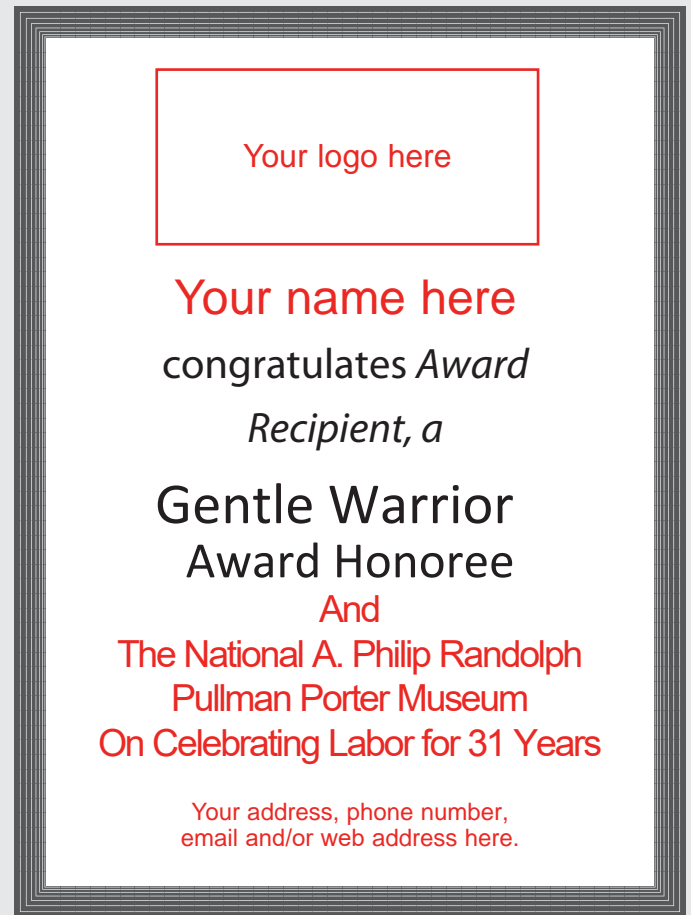 Your logo here
Your name here
congratulates Award
Recipient, a
Gentle Warrior
Award Honoree
And
The National A. Philip Randolph
Pullman Porter Museum
On Celebrating Labor for 31 Years
Your address, phone number,
email and/or web address here.